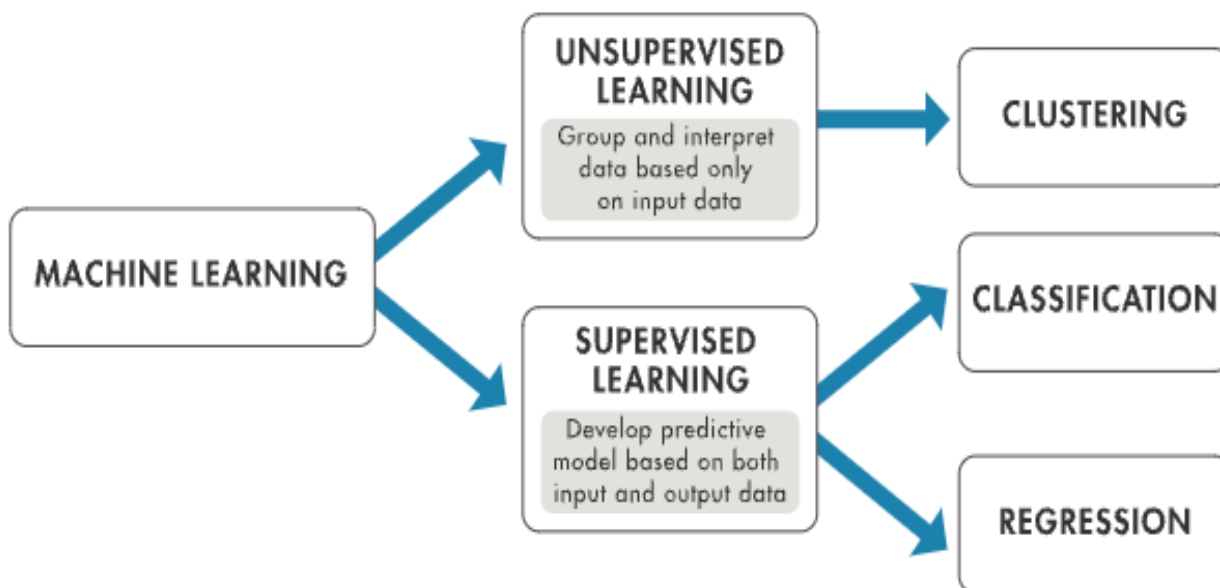 MACHINE LEARNING
UNSUPERVISED
LEARNING
Group and interpret
data based only
on input data
SUPERVISED
LEARNING
Develop predictive
model based on both
input and output data
CLUSTERING
CLASSIFICATION
REGRESSION